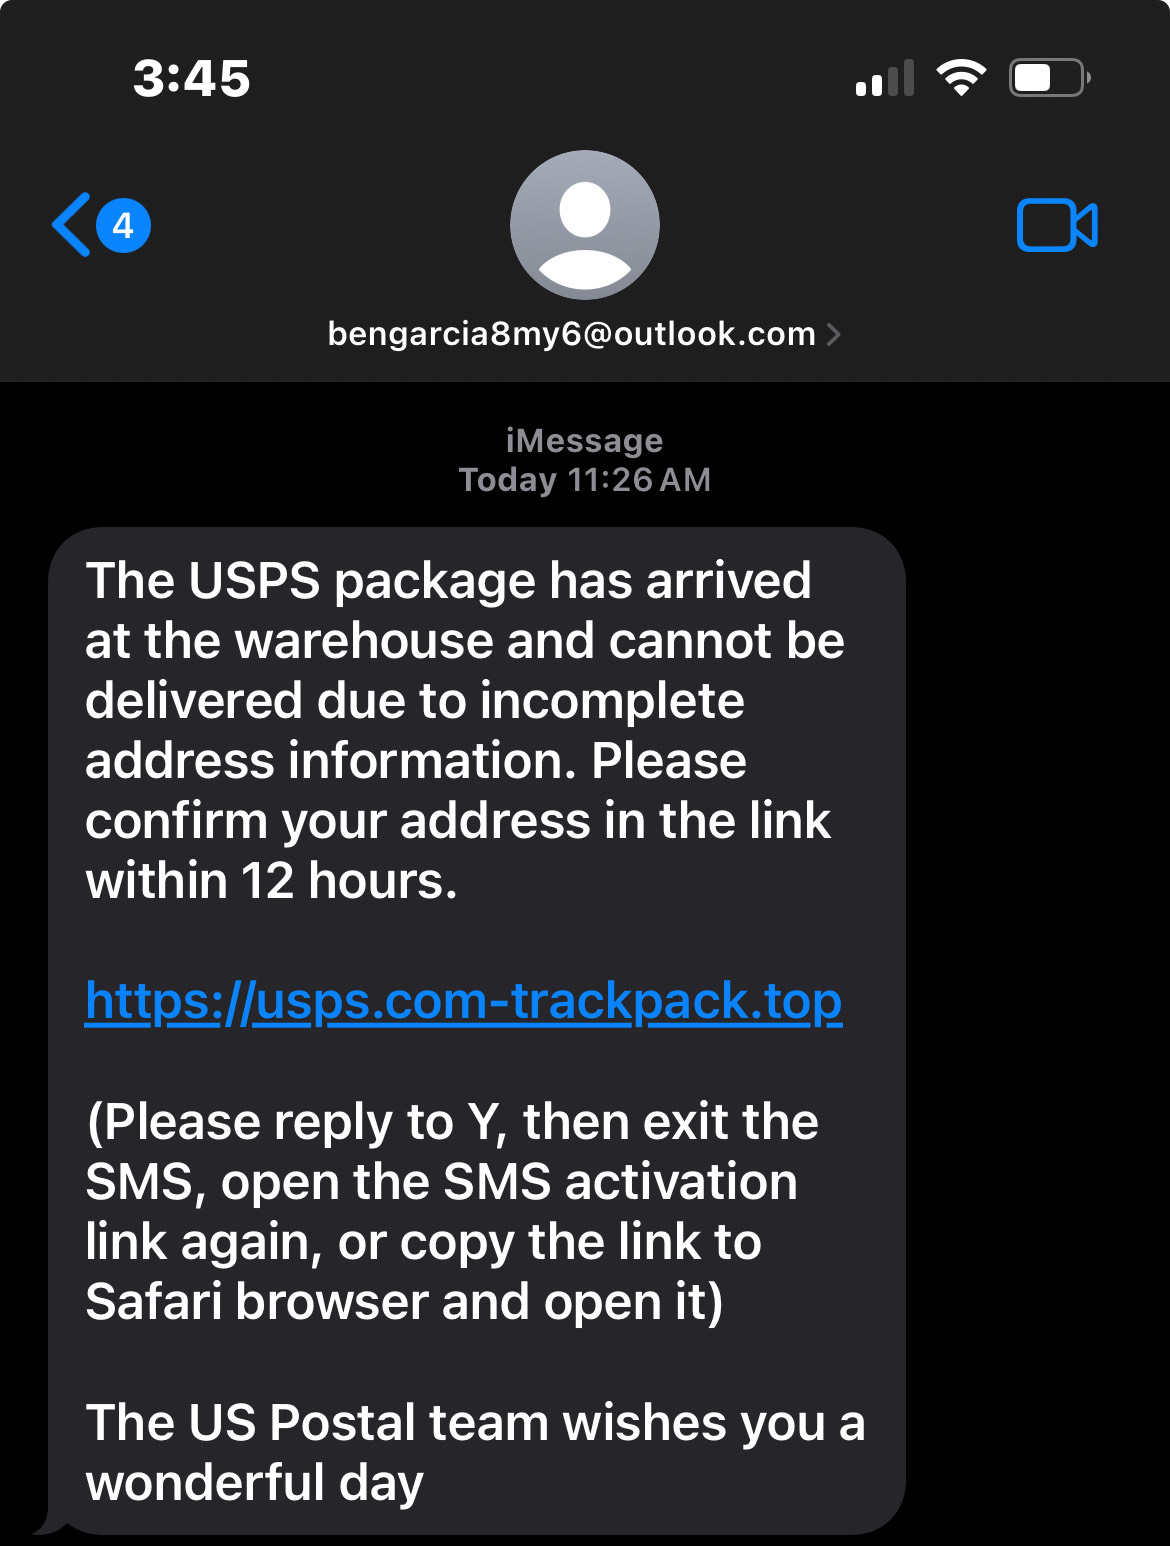 3:45
4
bengarcia8my6@outlook.com
iMessage
Today 11:26 AM
The USPS package has arrived
at the warehouse and cannot be
delivered due to incomplete
address information. Please
confirm your address in the link
within 12 hours.
https://usps.com-trackpack.top
(Please reply to Y, then exit the
SMS, open the SMS activation
link again, or copy the link to
Safari browser and open it)
The US Postal team wishes you a
wonderful day